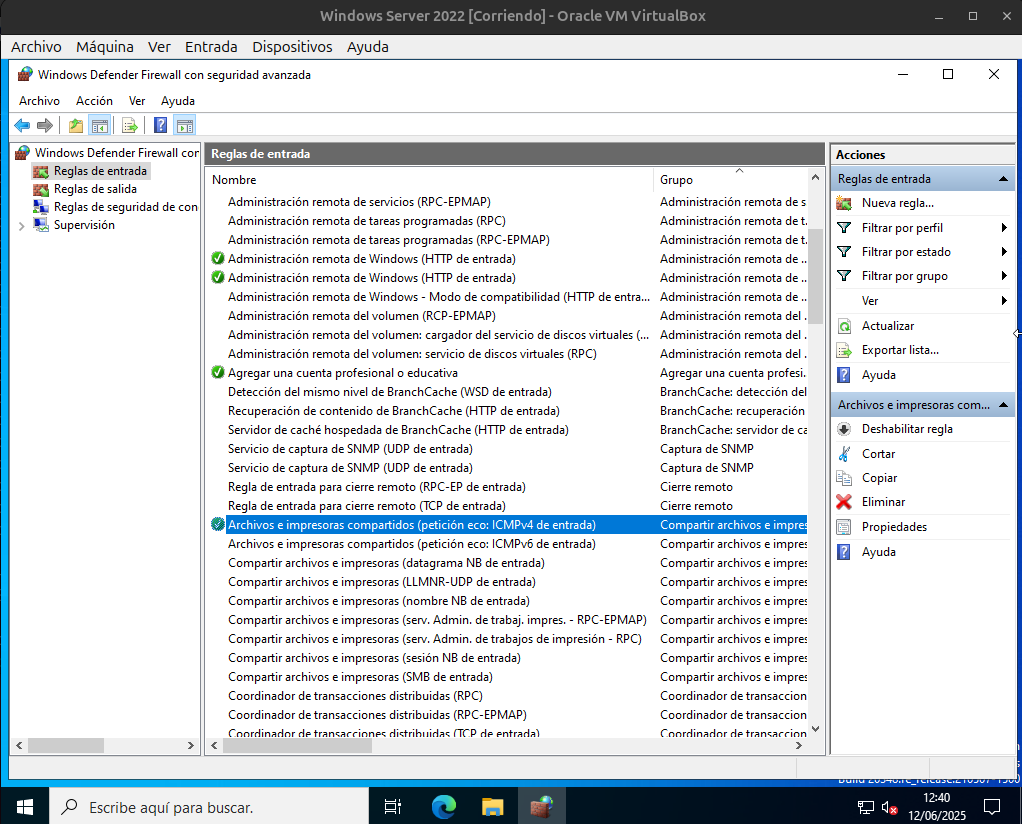 Windows Server 2022 [Corriendo] - Oracle VM VirtualBox
Archivo Máquina Ver Entrada Dispositivos Ayuda
Windows Defender Firewall con seguridad avanzada
Archivo Acción Ver Ayuda
Windows Defender Firewall con
Reglas de entrada
Reglas de salida
Reglas de seguridad de con
Supervisión
Reglas de entrada
Nombre Grupo
Administración remota de servicios (RPC-EPMAP) Administración remota de s
Administración remota de tareas programadas (RPC) Administración remota de t.
Administración remota de tareas programadas (RPC-EPMAP) Administración remota de t.
Administración remota de Windows (HTTP de entrada) Administración remota de ..
Administración remota de Windows (HTTP de entrada) Administración remota de ..
Administración remota de Windows - Modo de compatibilidad (HTTP de entra... Administración remota de ..
Administración remota del volumen (RCP-EPMAP) Administración remota del .
Administración remota del volumen: cargador del servicio de discos virtuales (... Administración remota del .
Administración remota del volumen: servicio de discos virtuales (RPC) Administración remota del .
Agregar una cuenta profesional o educativa Agregar una cuenta profesi.
Detección del mismo nivel de BranchCache (WSD de entrada) BranchCache: detección del
Recuperación de contenido de BranchCache (HTTP de entrada) BranchCache: recuperación
Servidor de caché hospedada de BranchCache (HTTP de entrada) BranchCache: servidor de ca
Servicio de captura de SNMP (UDP de entrada) Captura de SNMP
Servicio de captura de SNMP (UDP de entrada) Captura de SNMP
Regla de entrada para cierre remoto (RPC-EP de entrada) Cierre remoto
Regla de entrada para cierre remoto (TCP de entrada) Cierre remoto
Archivos e impresoras compartidos (petición eco: ICMPv4 de entrada) Compartir archivos e impres
Archivos e impresoras compartidos (petición eco: ICMPv6 de entrada) Compartir archivos e impres
Compartir archivos e impresoras (datagrama NB de entrada) Compartir archivos e impres
Compartir archivos e impresoras (LLMNR-UDP de entrada) Compartir archivos e impres
Compartir archivos e impresoras (nombre NB de entrada) Compartir archivos e impres
Compartir archivos e impresoras (serv. Admin. de trabaj. impres. - RPC-EPMAP) Compartir archivos e impres
Compartir archivos e impresoras (serv. Admin. de trabajos de impresión - RPC) Compartir archivos e impres
Compartir archivos e impresoras (sesión NB de entrada) Compartir archivos e impres
Compartir archivos e impresoras (SMB de entrada) Compartir archivos e impres
Coordinador de transacciones distribuidas (RPC) Coordinador de transaccion
Coordinador de transacciones distribuidas (RPC-EPMAP) Coordinador de transaccion
Coordinador de transacciones distribuidas (TCP de entrada) Coordinador de transaccion
Acciones
Reglas de entrada
Nueva regla...
Filtrar por perfil
Filtrar por estado
Filtrar por grupo
Ver
Actualizar
Exportar lista...
Ayuda
Archivos e impresoras com...
Deshabilitar regla
Cortar
Copiar
Eliminar
Propiedades
Ayuda
Escribe aquí para buscar.
12:40
12/06/2025